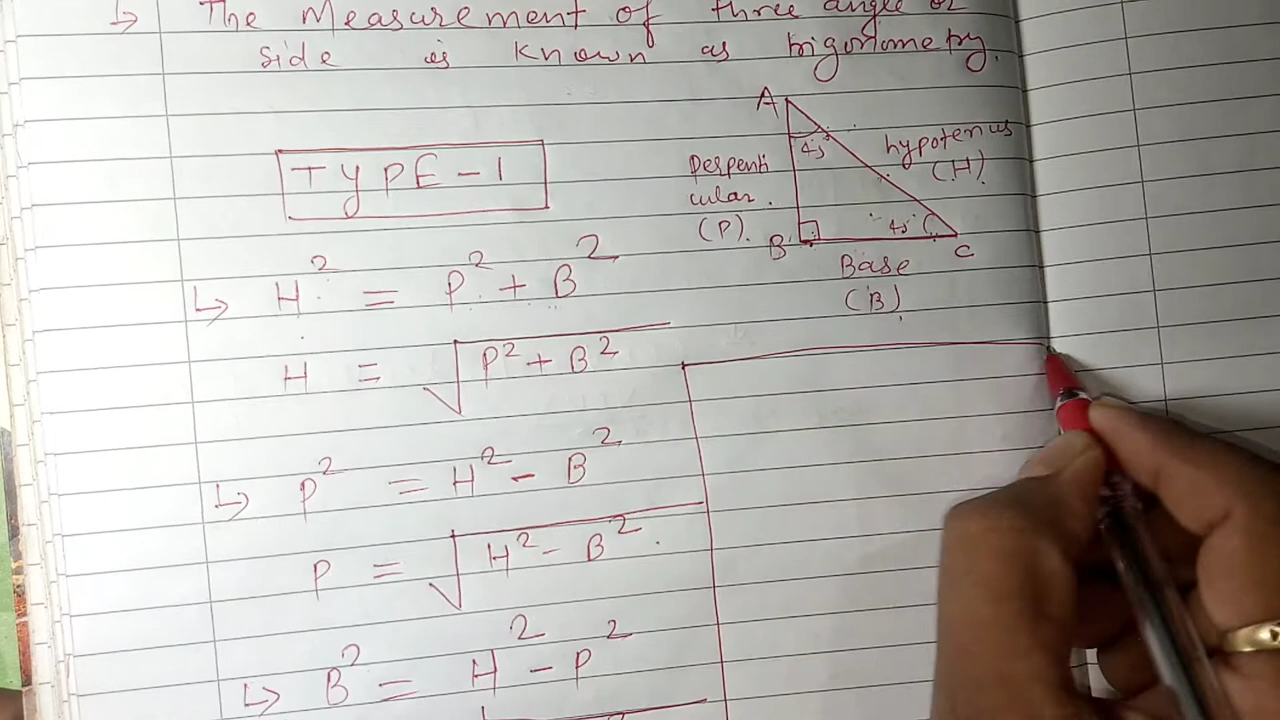 ↳ The Measurement of three angle or
side is known as trigonometry.
TYPE-1
A
45
perpendi
cular.
(P).
hypotenus
(H)
B
45°
C
Base
(B)
↳ H² = P² + B²
H = √P² + B²
↳ P² = H² - B²
P = √H² - B².
↳ B² = H² - P²